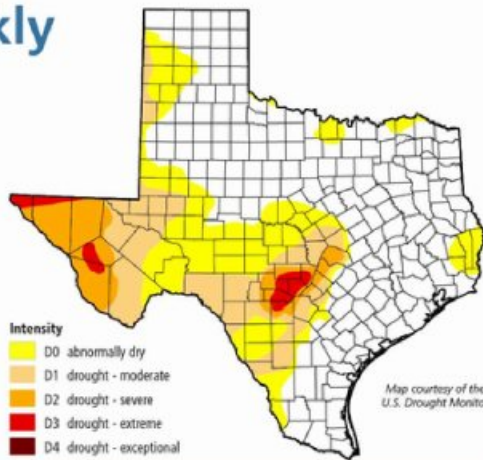 kly
Intensity
D0 abnormally dry
D1 drought - moderate
D2 drought - severe
D3 drought - extreme
D4 drought - exceptional
Map courtesy of the
U.S. Drought Monito